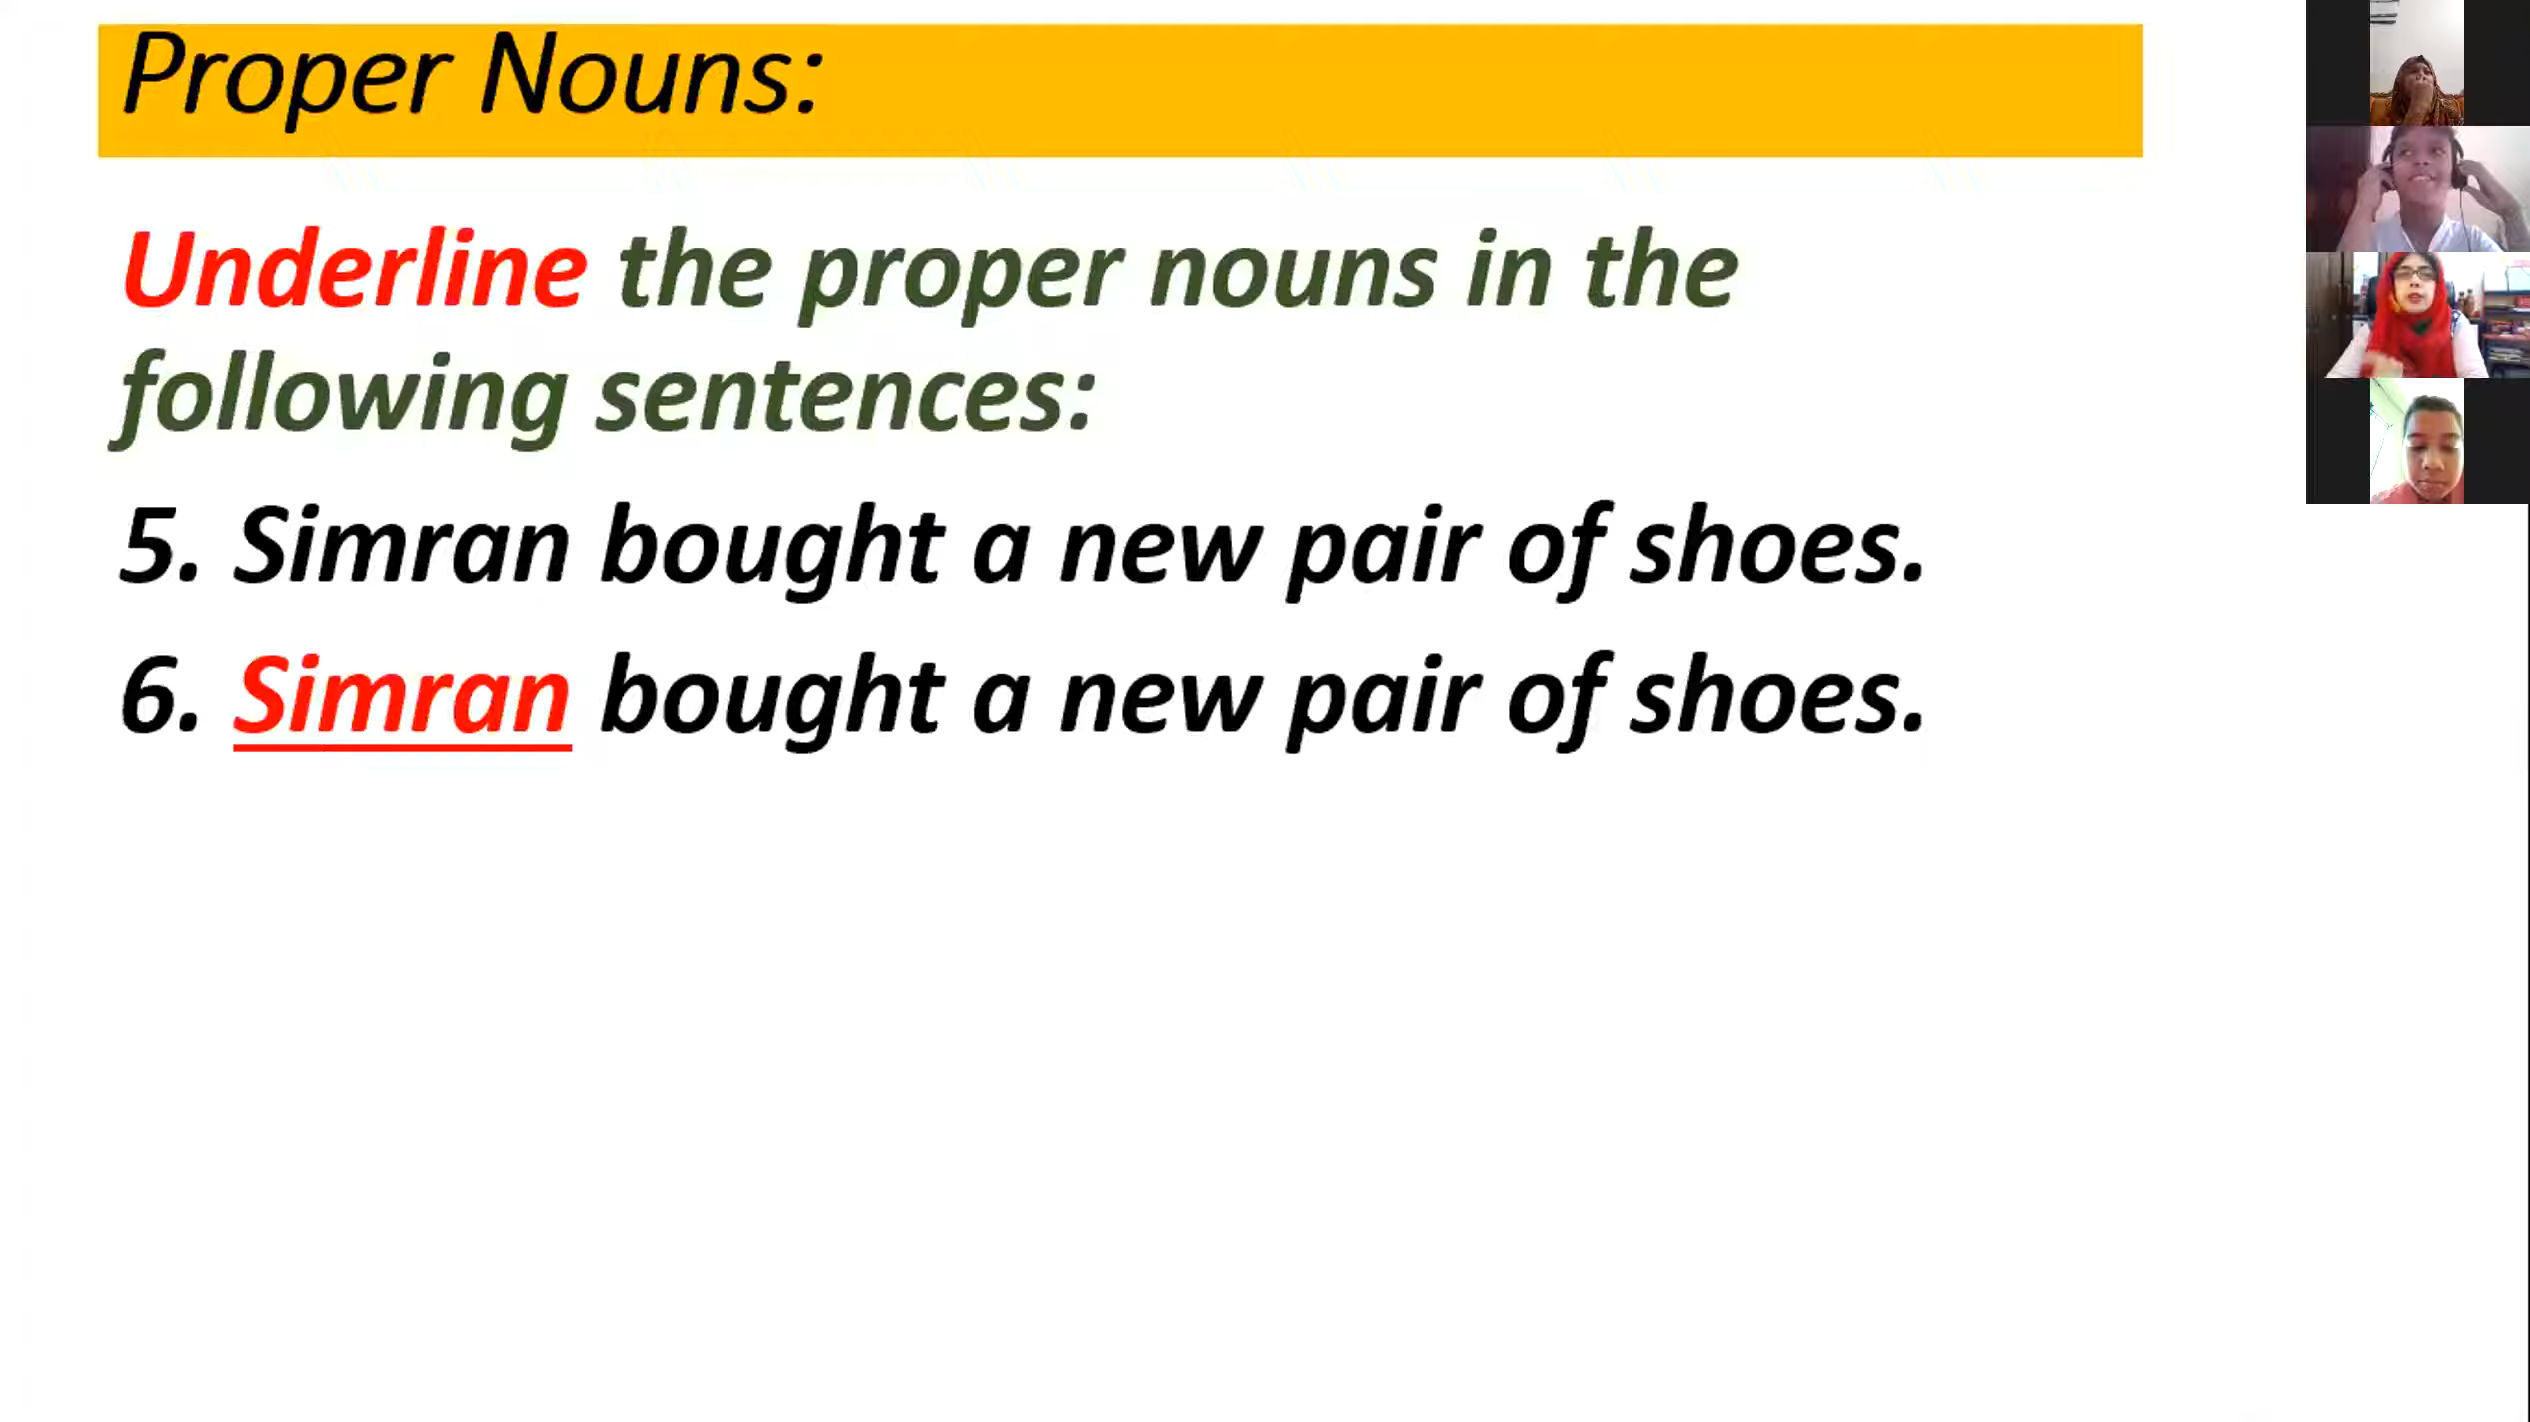 Proper Nouns:
Underline the proper nouns in the
following sentences:
5. Simran bought a new pair of shoes.
6. Simran bought a new pair of shoes.